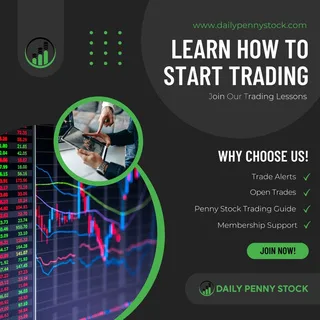 www.dailypennystock.com
LEARN HOW TO
START TRADING
Join Our Trading Lessons
WHY CHOOSE US!
Trade Alerts
Open Trades
Penny Stock Trading Guide
Membership Support
JOIN NOW!
DAILY PENNY STOCK